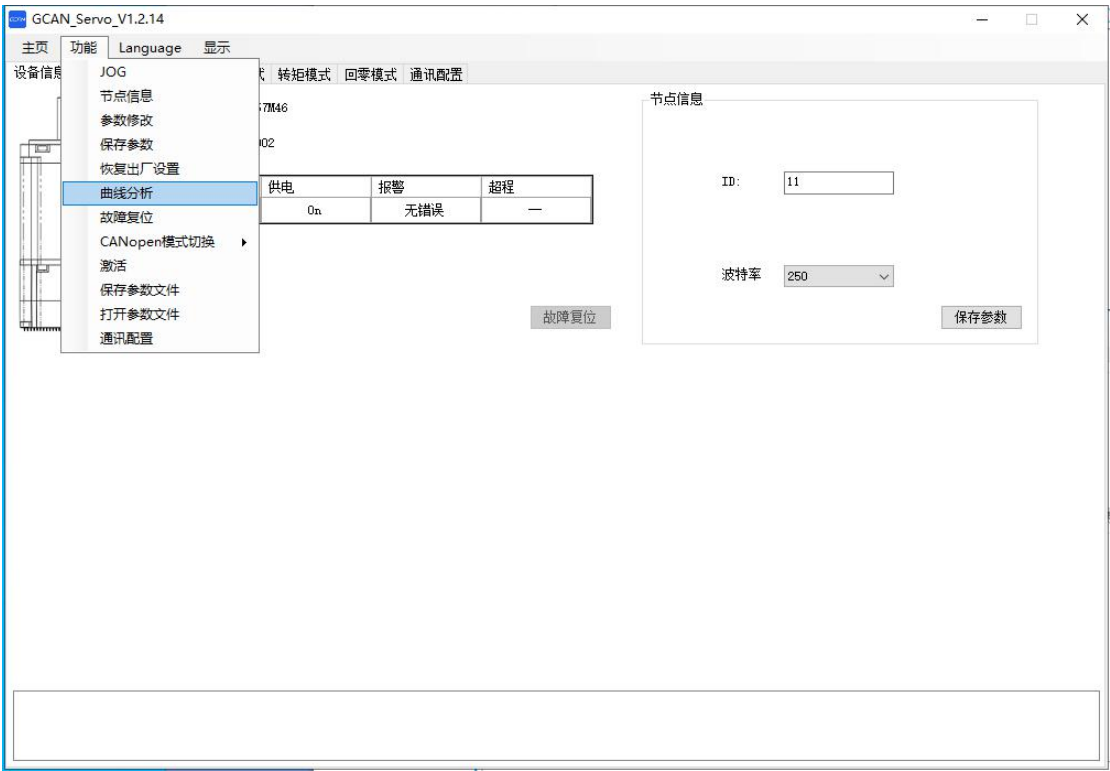 GCAN_Servo_V1.2.14
主页 功能 Language 显示
设备信息 转矩模式 回零模式 通讯配置
JOG
节点信息
参数修改
保存参数
恢复出厂设置
曲线分析
故障复位
CANopen模式切换
激活
保存参数文件
打开参数文件
通讯配置
57M46
002
供电 报警 超程
On 无错误 —
故障复位
节点信息
ID: 11
波特率 250
保存参数